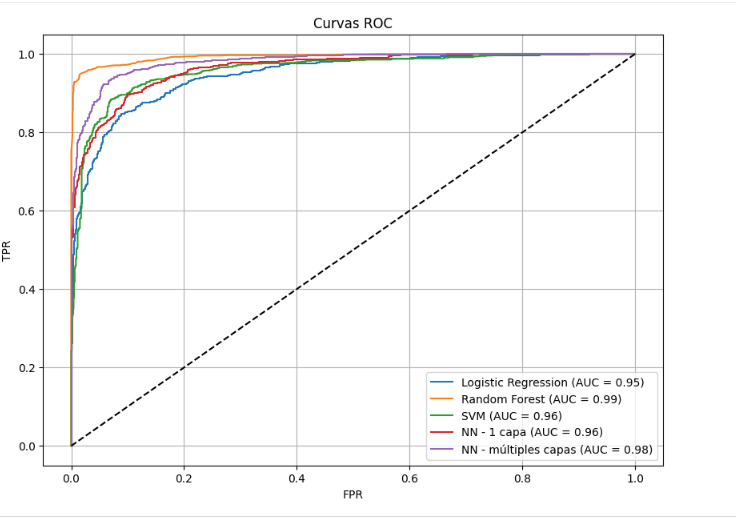 Curvas ROC
1.0
0.8
0.6
0.4
0.2
0.0
TPR
0.0 0.2 0.4 0.6 0.8 1.0
FPR
Logistic Regression (AUC = 0.95)
Random Forest (AUC = 0.99)
SVM (AUC = 0.96)
NN - 1 capa (AUC = 0.96)
NN - múltiples capas (AUC = 0.98)